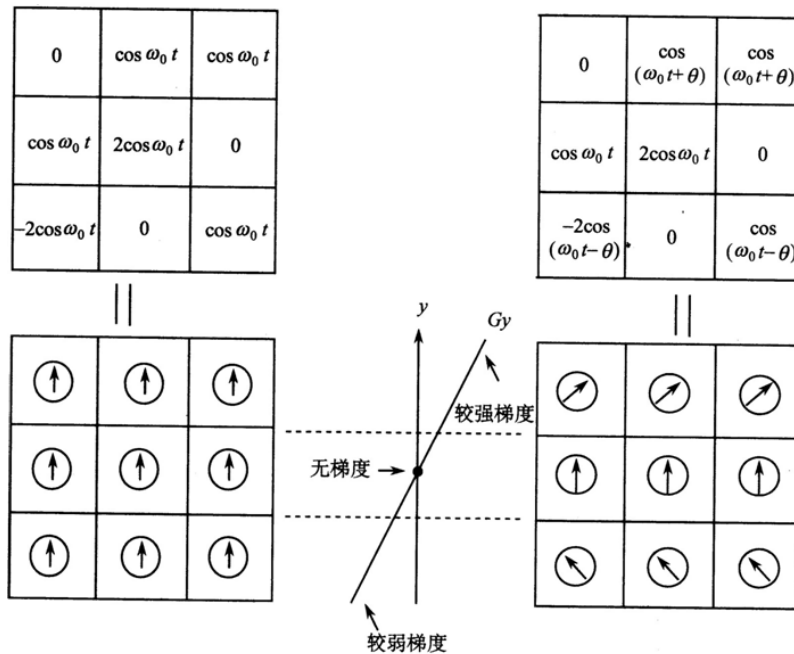 0 cos ω₀ t cos ω₀ t
cos ω₀ t 2cos ω₀ t 0
−2cos ω₀ t 0 cos ω₀ t
0 cos (ω₀ t+θ) cos (ω₀ t+θ)
cos ω₀ t 2cos ω₀ t 0
−2cos (ω₀ t−θ) 0 cos (ω₀ t−θ)
y
Gy
较强梯度
无梯度
较弱梯度